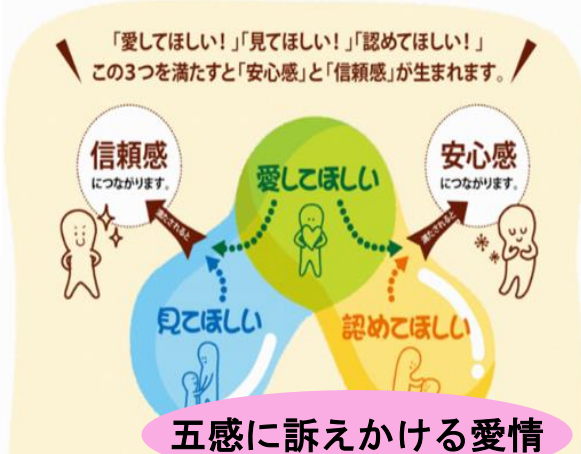 「愛してほしい！」「見てほしい！」「認めてほしい！」
この3つを満たすと「安心感」と「信頼感」が生まれます。
信頼感
につながります。
安心感
につながります。
愛してほしい
満たされると
満たされると
見てほしい
認めてほしい
五感に訴えかける愛情